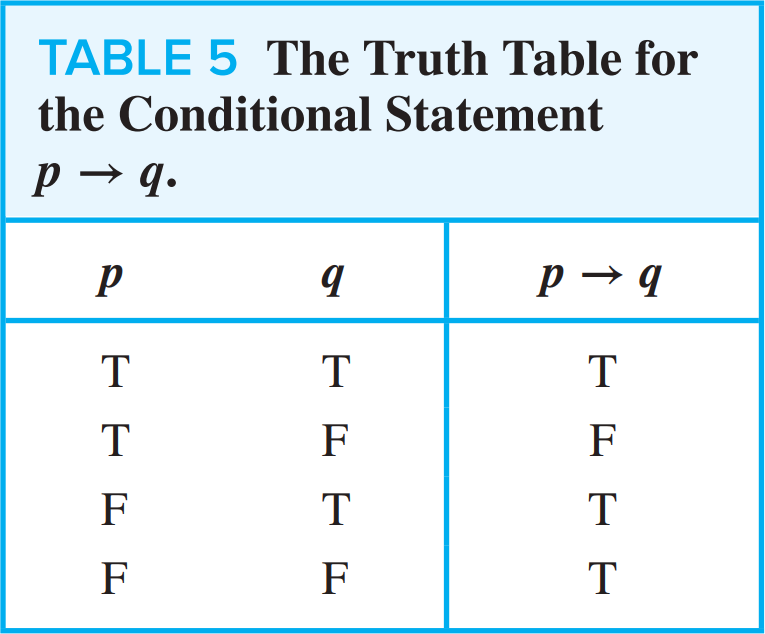 TABLE 5 The Truth Table for
the Conditional Statement
p → q.
p q p → q
T T T
T F F
F T T
F F T